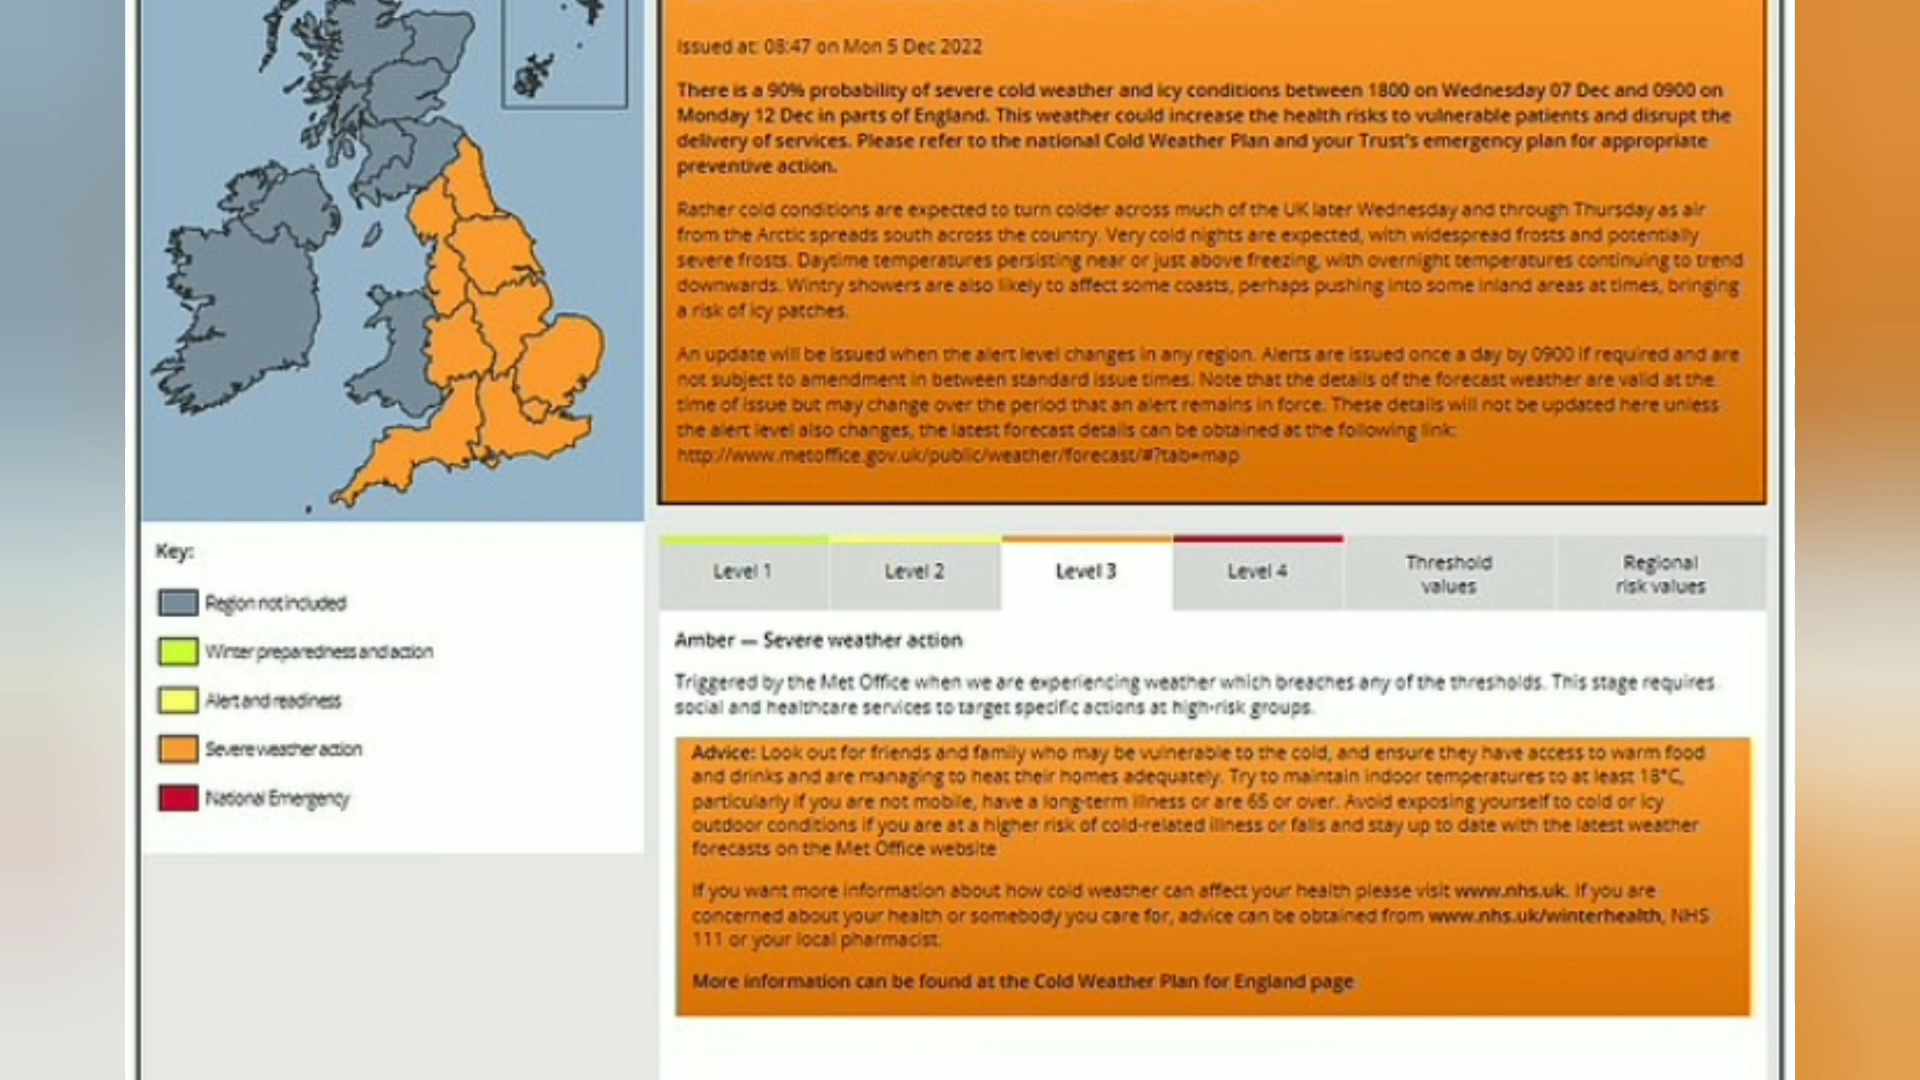 Issued at: 08:47 on Mon 5 Dec 2022
There is a 90% probability of severe cold weather and icy conditions between 1800 on Wednesday 07 Dec and 0900 on
Monday 12 Dec in parts of England. This weather could increase the health risks to vulnerable patients and disrupt the
delivery of services. Please refer to the national Cold Weather Plan and your Trust's emergency plan for appropriate
preventive action.
Rather cold conditions are expected to turn colder across much of the UK later Wednesday and through Thursday as air
from the Arctic spreads south across the country. Very cold nights are expected, with widespread frosts and potentially
severe frosts. Daytime temperatures persisting near or just above freezing, with overnight temperatures continuing to trend
downwards. Wintry showers are also likely to affect some coasts, perhaps pushing into some inland areas at times, bringing
a risk of icy patches.
An update will be issued when the alert level changes in any region. Alerts are issued once a day by 0900 if required and are
not subject to amendment in between standard issue times. Note that the details of the forecast weather are valid at the
time of issue but may change over the period that an alert remains in force. These details will not be updated here unless
the alert level also changes, the latest forecast details can be obtained at the following link:
http://www.metoffice.gov.uk/public/weather/forecast/#?tab=map
Key:
Region not included
Winter preparedness and action
Alert and readiness
Severe weather action
National Emergency
Level 1
Level 2
Level 3
Level 4
Threshold
values
Regional
risk values
Amber — Severe weather action
Triggered by the Met Office when we are experiencing weather which breaches any of the thresholds. This stage requires
social and healthcare services to target specific actions at high-risk groups.
Advice: Look out for friends and family who may be vulnerable to the cold, and ensure they have access to warm food
and drinks and are managing to heat their homes adequately. Try to maintain indoor temperatures to at least 18°C,
particularly if you are not mobile, have a long-term illness or are 65 or over. Avoid exposing yourself to cold or icy
outdoor conditions if you are at a higher risk of cold-related illness or falls and stay up to date with the latest weather
forecasts on the Met Office website
If you want more information about how cold weather can affect your health please visit www.nhs.uk. If you are
concerned about your health or somebody you care for, advice can be obtained from www.nhs.uk/winterhealth, NHS
111 or your local pharmacist.
More information can be found at the Cold Weather Plan for England page